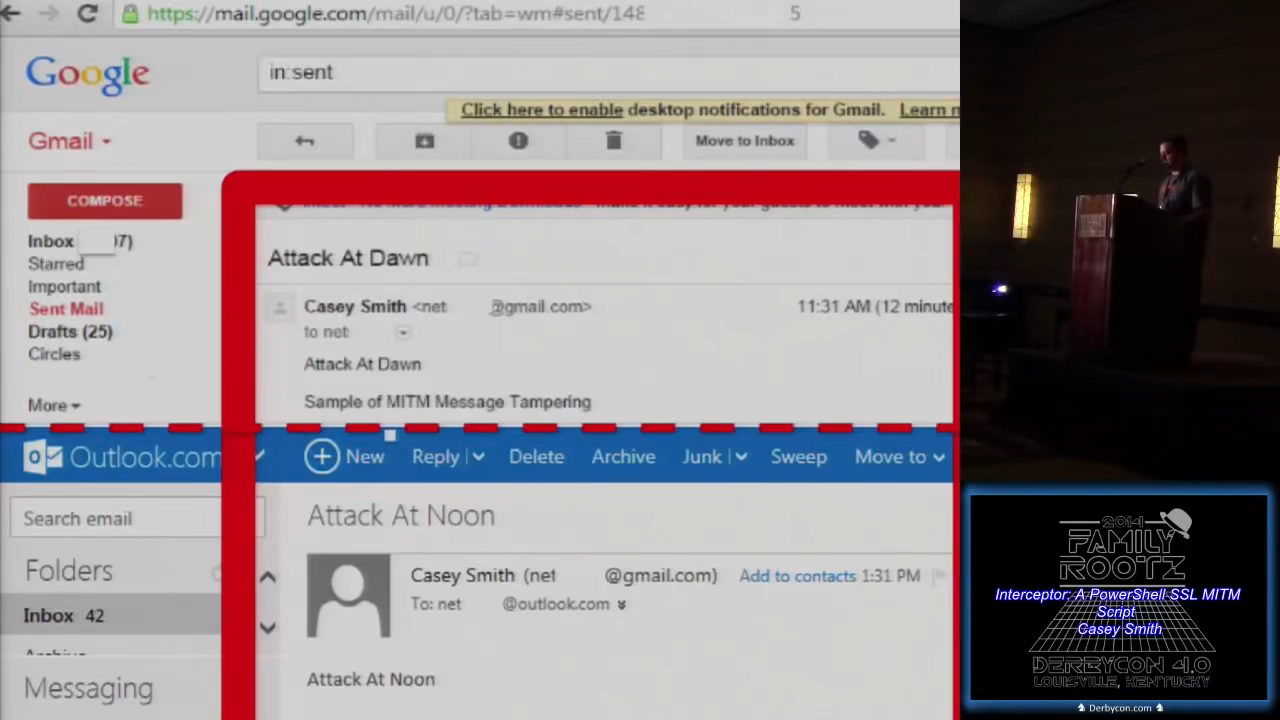 https://mail.google.com/mail/u/0/?tab=wm#sent/148 5
Google
in:sent
Click here to enable desktop notifications for Gmail. Learn
Gmail
Move to Inbox
COMPOSE
Inbox 7)
Starred
Important
Sent Mail
Drafts (25)
Circles
More
Attack At Dawn
Casey Smith <net @gmail.com> 11:31 AM (12 minute
to net
Attack At Dawn
Sample of MITM Message Tampering
Outlook.com
New Reply Delete Archive Junk Sweep Move to
Search email
Folders
Inbox 42
Messaging
Attack At Noon
Casey Smith (net @gmail.com) Add to contacts 1:31 PM
To: net @outlook.com
Attack At Noon
2014
FAMILY
ROOTZ
Interceptor: A PowerShell SSL MITM
Script
Casey Smith
DERBYCON 4.0
LOUISVILLE, KENTUCKY
Derbycon.com